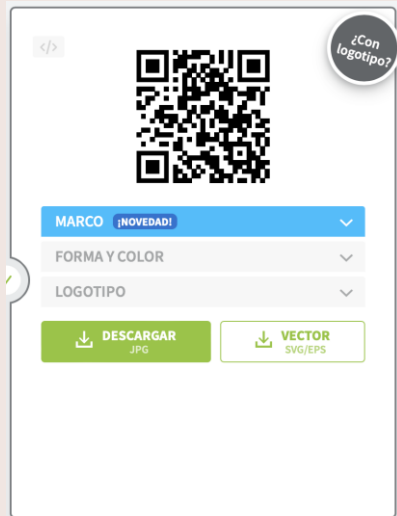 </>
¿Con
logotipo?
MARCO ¡NOVEDAD!
FORMA Y COLOR
LOGOTIPO
DESCARGAR
JPG
VECTOR
SVG/EPS